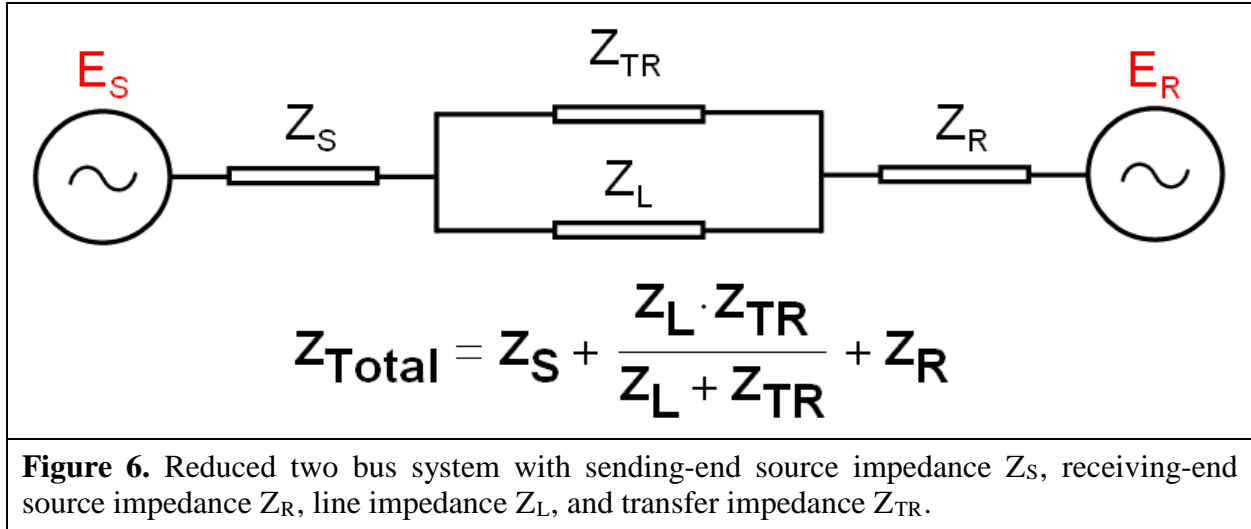 Z_TR
E_S
E_R
Z_S
Z_R
Z_L
Z_Total = Z_S + (Z_L · Z_TR)/(Z_L + Z_TR) + Z_R
Figure 6. Reduced two bus system with sending-end source impedance Z_S, receiving-end
source impedance Z_R, line impedance Z_L, and transfer impedance Z_TR.